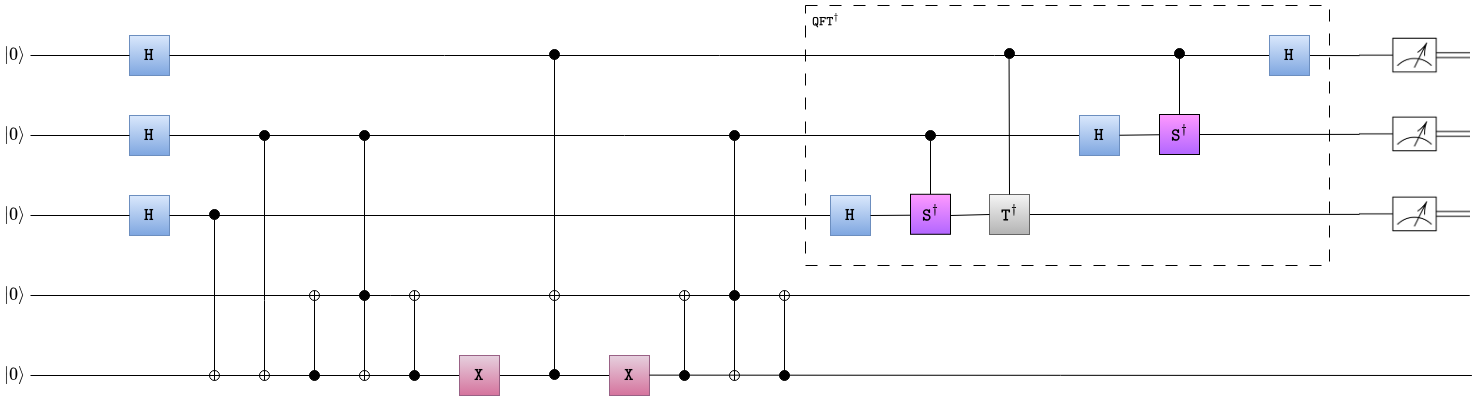 QFT†
|0⟩ H H
|0⟩ H H S†
|0⟩ H H S† T†
|0⟩
|0⟩ X X